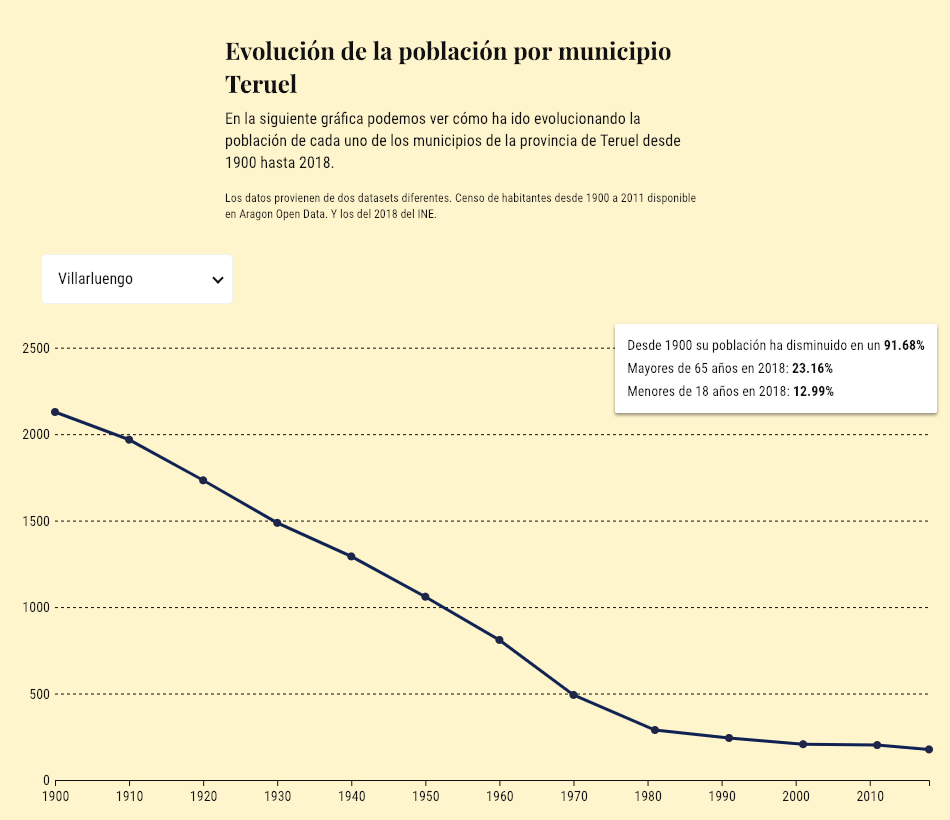 Evolución de la población por municipio
Teruel
En la siguiente gráfica podemos ver cómo ha ido evolucionando la
población de cada uno de los municipios de la provincia de Teruel desde
1900 hasta 2018.
Los datos provienen de dos datasets diferentes. Censo de habitantes desde 1900 a 2011 disponible
en Aragon Open Data. Y los del 2018 del INE.
Villarluengo
Desde 1900 su población ha disminuido en un 91.68%
Mayores de 65 años en 2018: 23.16%
Menores de 18 años en 2018: 12.99%
2500
2000
1500
1000
500
0
1900 1910 1920 1930 1940 1950 1960 1970 1980 1990 2000 2010